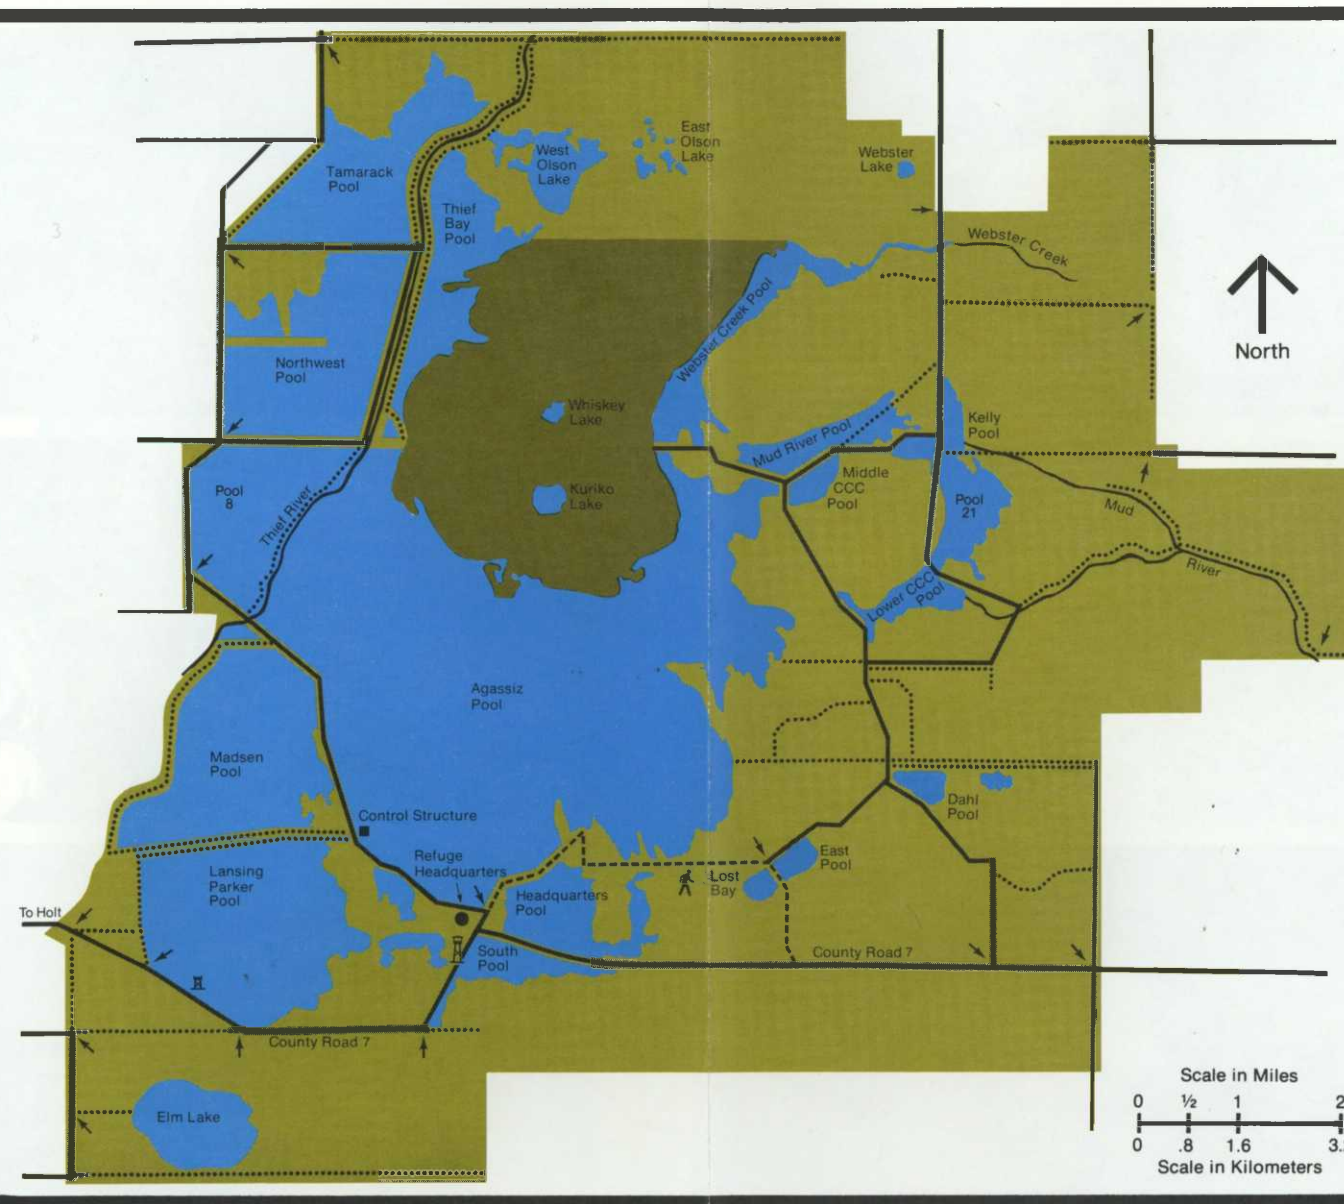 Tamarack
Pool
West
Olson
Lake
East
Olson
Lake
Webster
Lake
Thief
Bay
Pool
Webster Creek
Webster Creek Pool
North
Northwest
Pool
Whiskey
Lake
Kelly
Pool
Mud River Pool
Middle
CCC
Pool
Pool
8
Thief River
Kuriko
Lake
Pool
21
Mud
River
Lower CCC
Pool
Agassiz
Pool
Madsen
Pool
Dahl
Pool
Control Structure
East
Pool
Refuge
Headquarters
Lansing
Parker
Pool
Lost
Bay
Headquarters
Pool
To Holt
South
Pool
County Road 7
County Road 7
Elm Lake
Scale in Miles
0 ½ 1 2
0 .8 1.6 3.
Scale in Kilometers